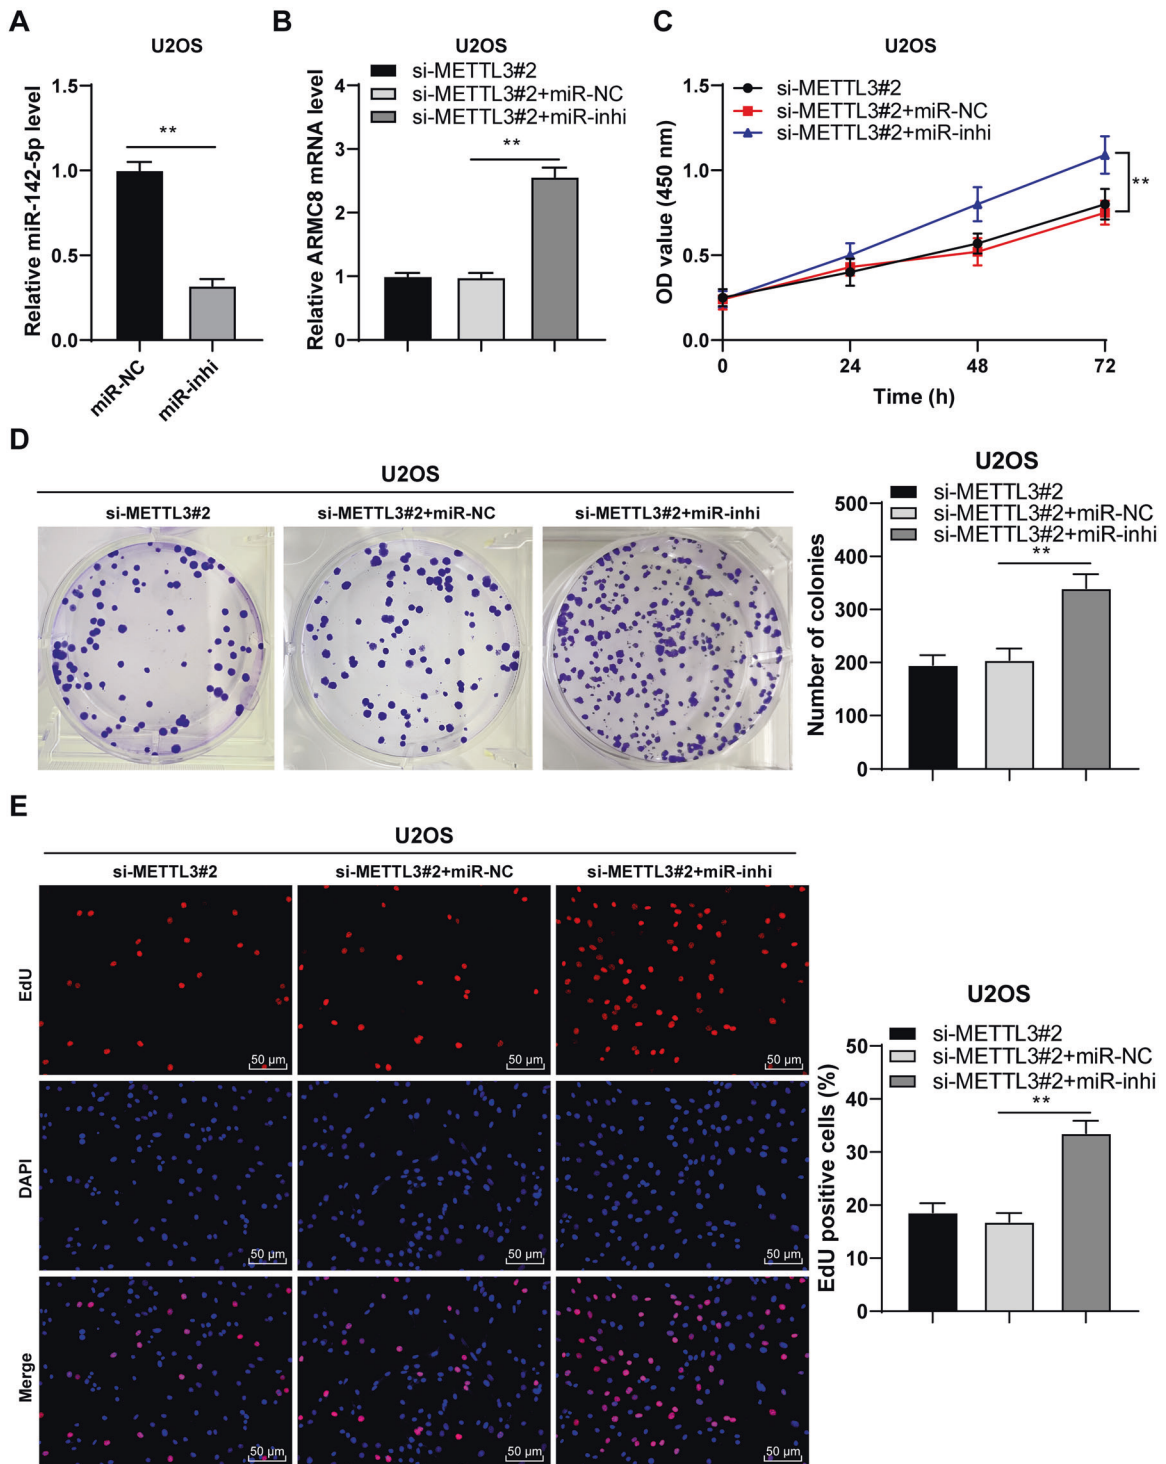 A
U2OS
Relative miR-142-5p level
1.5
1.0
0.5
0.0
**
miR-NC
miR-inhi
B
U2OS
si-METTL3#2
si-METTL3#2+miR-NC
si-METTL3#2+miR-inhi
Relative ARMC8 mRNA level
4
3
2
1
0
**
C
U2OS
si-METTL3#2
si-METTL3#2+miR-NC
si-METTL3#2+miR-inhi
OD value (450 nm)
1.5
1.0
0.5
0.0
**
0
24
48
72
Time (h)
D
U2OS
si-METTL3#2
si-METTL3#2+miR-NC
si-METTL3#2+miR-inhi
U2OS
si-METTL3#2
si-METTL3#2+miR-NC
si-METTL3#2+miR-inhi
Number of colonies
500
400
300
200
100
0
**
E
U2OS
si-METTL3#2
si-METTL3#2+miR-NC
si-METTL3#2+miR-inhi
EdU
50 µm
50 µm
50 µm
DAPI
50 µm
50 µm
50 µm
Merge
50 µm
50 µm
50 µm
U2OS
si-METTL3#2
si-METTL3#2+miR-NC
si-METTL3#2+miR-inhi
EdU positive cells (%)
50
40
30
20
10
0
**